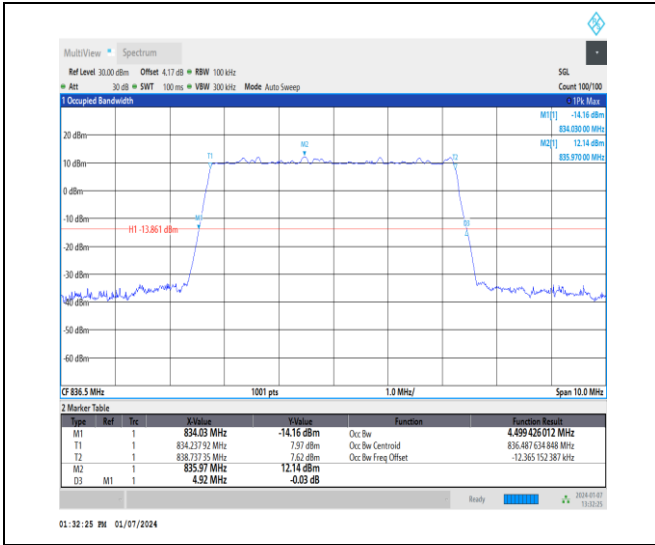 MultiView Spectrum
Ref Level 30.00 dBm Offset 4.17 dB RBW 100 kHz SGL
Att 30 dB SWT 100 ms VBW 300 kHz Mode Auto Sweep Count 100/100
1 Occupied Bandwidth 1Pk Max
M1[1] -14.16 dBm
834.030 00 MHz
M2[1] 12.14 dBm
835.970 00 MHz
20 dBm
M2
T1 T2
10 dBm
0 dBm
-10 dBm
M1 D3
H1 -13.861 dBm
-20 dBm
-30 dBm
-40 dBm
-50 dBm
-60 dBm
CF 836.5 MHz 1001 pts 1.0 MHz/ Span 10.0 MHz
2 Marker Table
Type Ref Trc X-Value Y-Value Function Function Result
M1 1 834.03 MHz -14.16 dBm Occ Bw 4.499 426 012 MHz
T1 1 834.237 92 MHz 7.97 dBm Occ Bw Centroid 836.487 634 848 MHz
T2 1 838.737 35 MHz 7.62 dBm Occ Bw Freq Offset -12.365 152 387 kHz
M2 1 835.97 MHz 12.14 dBm
D3 M1 1 4.92 MHz -0.03 dB
Ready 2024-01-07
13:32:25
01:32:25 PM 01/07/2024